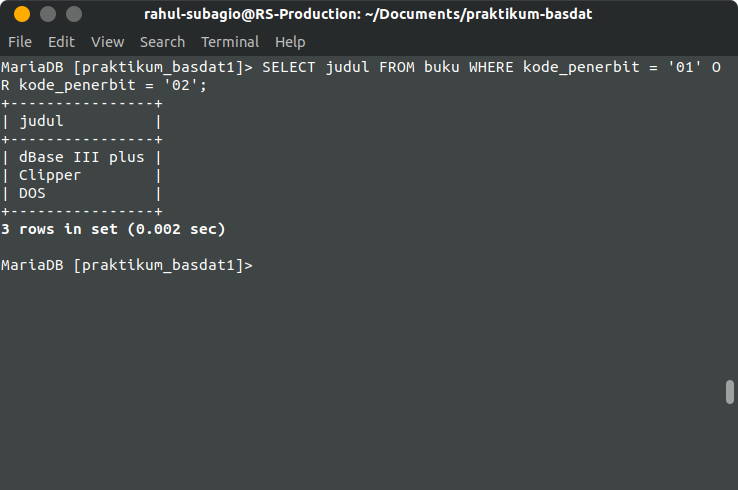 rahul-subagio@RS-Production: ~/Documents/praktikum-basdat
File Edit View Search Terminal Help
MariaDB [praktikum_basdat1]> SELECT judul FROM buku WHERE kode_penerbit = '01' O
R kode_penerbit = '02';
+----------------+
| judul          |
+----------------+
| dBase III plus |
| Clipper        |
| DOS            |
+----------------+
3 rows in set (0.002 sec)
MariaDB [praktikum_basdat1]>